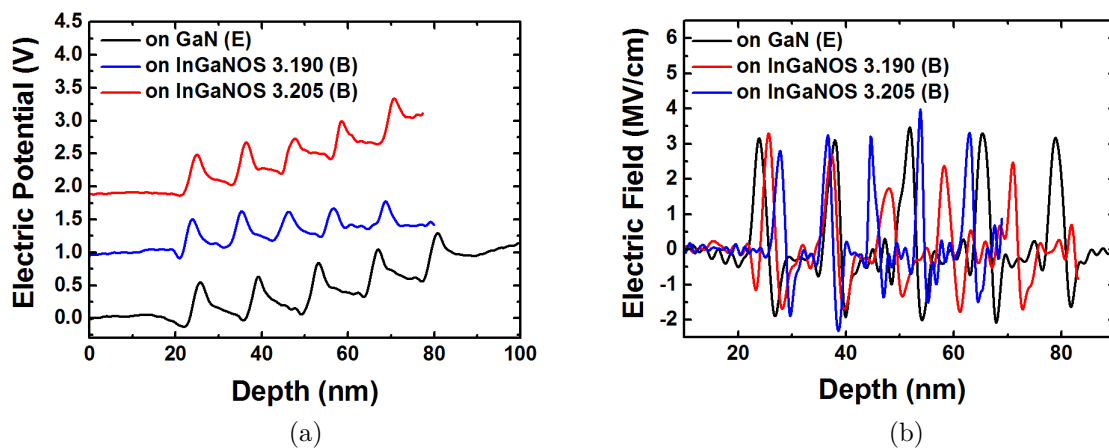 4.5
4.0
3.5
3.0
2.5
2.0
1.5
1.0
0.5
0.0
Electric Potential (V)
on GaN (E)
on InGaNOS 3.190 (B)
on InGaNOS 3.205 (B)
0 20 40 60 80 100
Depth (nm)
(a)
6
5
4
3
2
1
0
-1
-2
Electric Field (MV/cm)
on GaN (E)
on InGaNOS 3.190 (B)
on InGaNOS 3.205 (B)
20 40 60 80
Depth (nm)
(b)